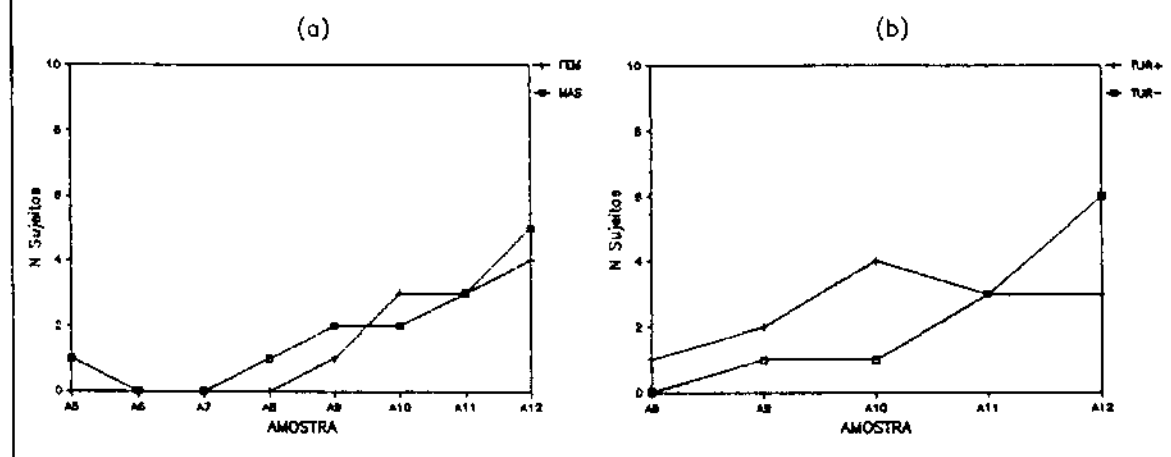 (a)
10
8
6
4
2
0
N Sujeitos
A5 A6 A7 A8 A9 A10 A11 A12
AMOSTRA
FEM
MAS
(b)
10
8
6
4
2
0
N Sujeitos
A8 A9 A10 A11 A12
AMOSTRA
TUR+
TUR-